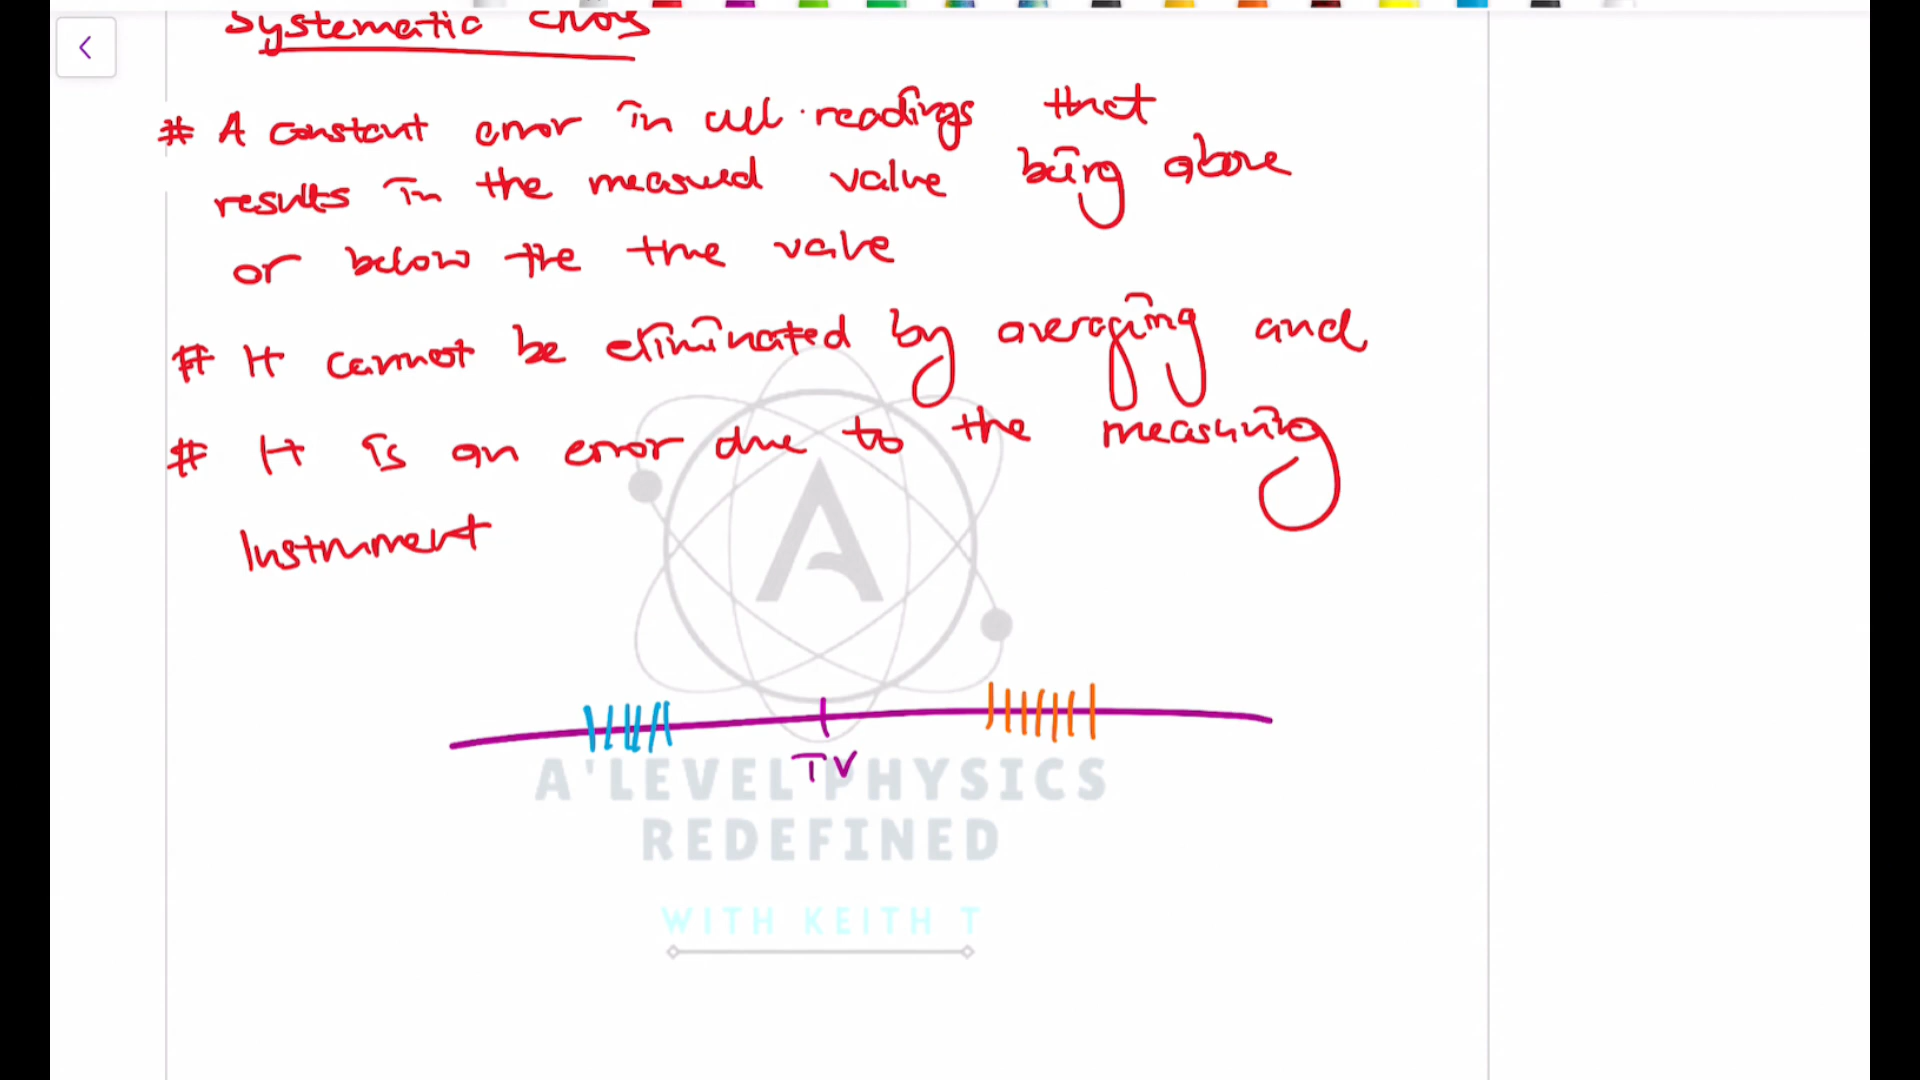 Systematic Errors
# A constant error in all readings that
results in the measured value being above
or below the true value
# It cannot be eliminated by averaging and
# It is an error due to the measuring
Instrument
TV
A'LEVEL PHYSICS
REDEFINED
WITH KEITH T